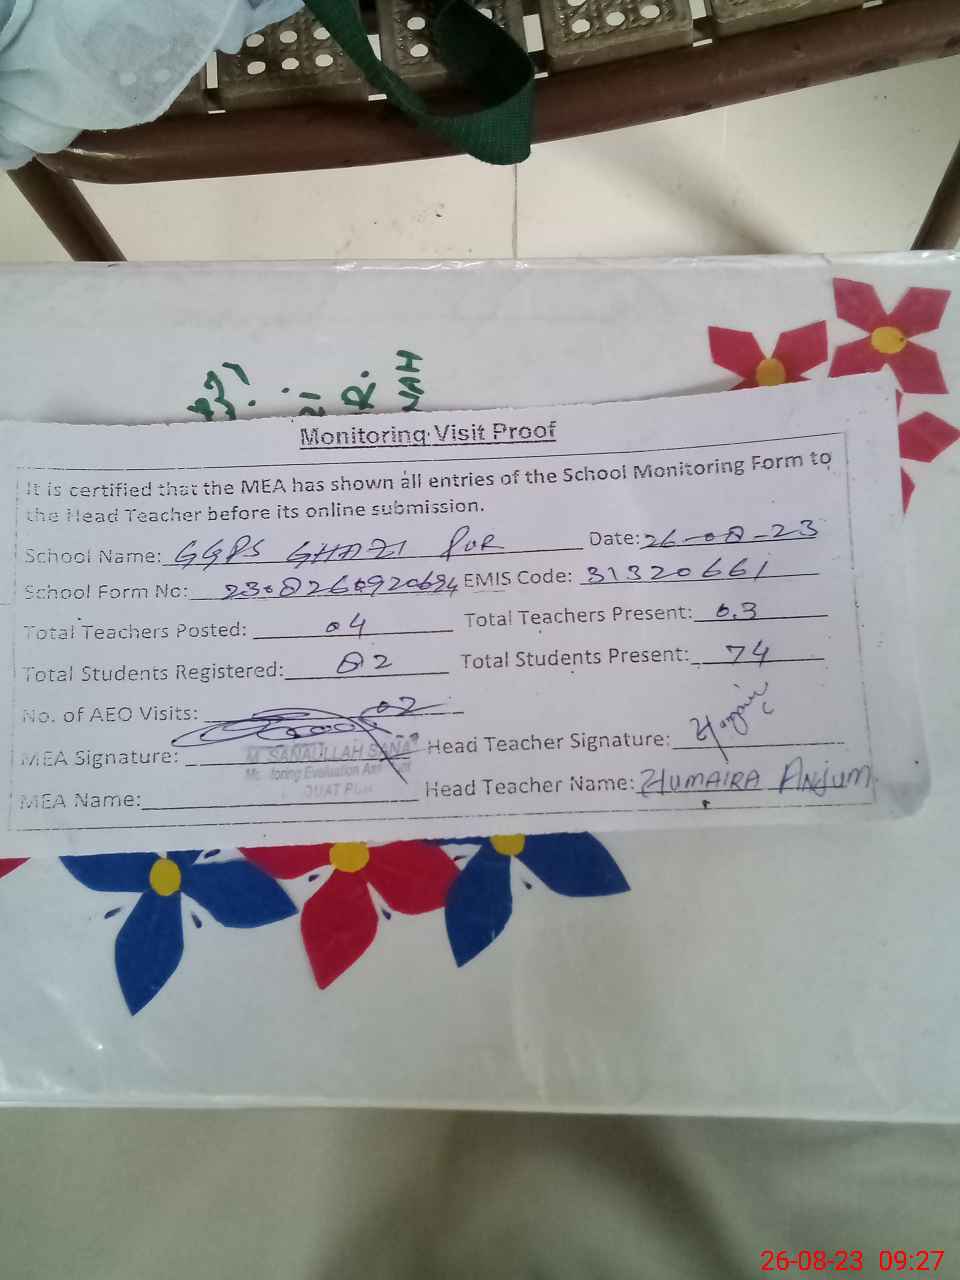 Monitoring Visit Proof
It is certified that the MEA has shown all entries of the School Monitoring Form to
the Head Teacher before its online submission.
School Name: GGPS GHAZI PUR Date: 26-08-23
School Form No: 2308260920694 EMIS Code: 31320661
Total Teachers Posted: 04 Total Teachers Present: 03
Total Students Registered: 82 Total Students Present: 74
No. of AEO Visits: 02
MEA Signature: M. SANAULLAH SANA Head Teacher Signature:
MEA Name: Head Teacher Name: HUMAIRA ANJUM
26-08-23 09:27